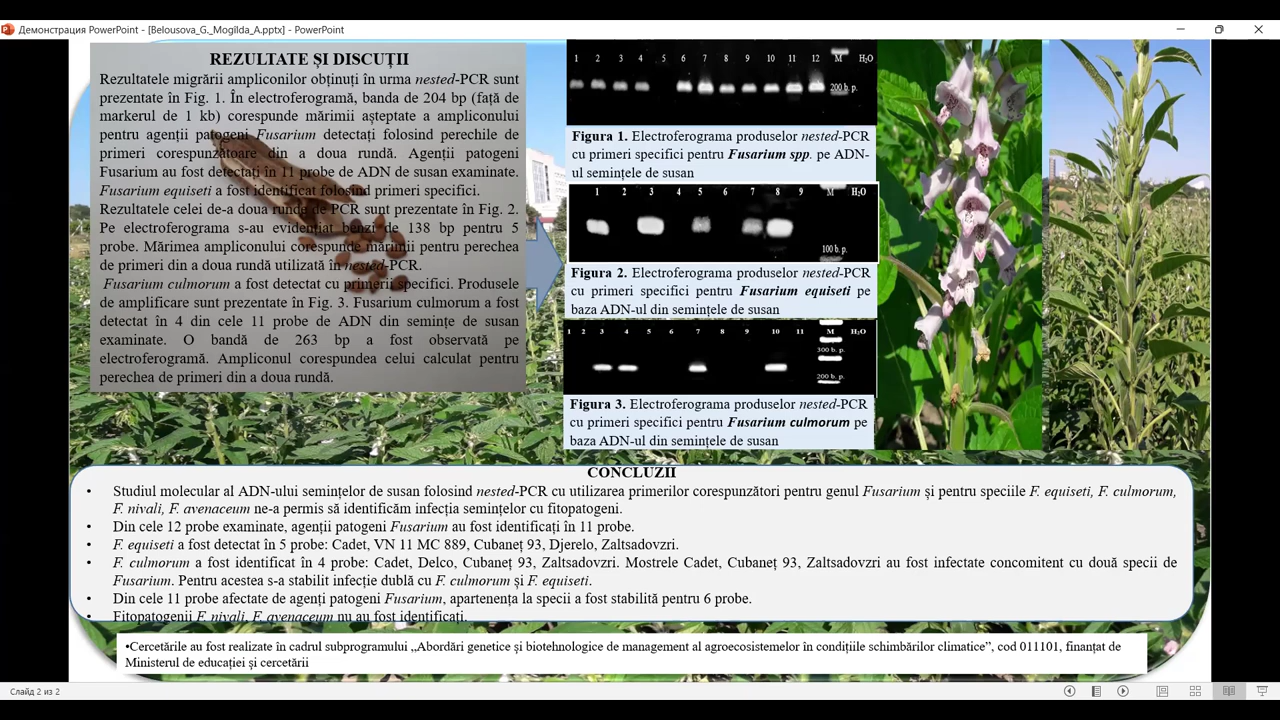 Демонстрация PowerPoint - [Belousova_G._Mogîlda_A.pptx] - PowerPoint
REZULTATE ȘI DISCUȚII
Rezultatele migrării ampliconilor obținuți în urma nested-PCR sunt
prezentate în Fig. 1. În electroferogramă, banda de 204 bp (față de
markerul de 1 kb) corespunde mărimii așteptate a ampliconului
pentru agenții patogeni Fusarium detectați folosind perechile de
primeri corespunzătoare din a doua rundă. Agenții patogeni
Fusarium au fost detectați în 11 probe de ADN de susan examinate.
Fusarium equiseti a fost identificat folosind primeri specifici.
Rezultatele celei de-a doua runde de PCR sunt prezentate în Fig. 2.
Pe electroferograma s-au evidențiat benzi de 138 bp pentru 5
probe. Mărimea ampliconului corespunde mărimii pentru perechea
de primeri din a doua rundă utilizată în nested-PCR.
Fusarium culmorum a fost detectat cu primerii specifici. Produsele
de amplificare sunt prezentate în Fig. 3. Fusarium culmorum a fost
detectat în 4 din cele 11 probe de ADN din semințe de susan
examinate. O bandă de 263 bp a fost observată pe
electroferogramă. Ampliconul corespundea celui calculat pentru
perechea de primeri din a doua rundă.
1 2 3 4 5 6 7 8 9 10 11 12 M H2O
200 b. p.
Figura 1. Electroferograma produselor nested-PCR
cu primeri specifici pentru Fusarium spp. pe ADN-
ul semințele de susan
1 2 3 4 5 6 7 8 9 M H2O
100 b. p.
Figura 2. Electroferograma produselor nested-PCR
cu primeri specifici pentru Fusarium equiseti pe
baza ADN-ul din semințele de susan
1 2 3 4 5 6 7 8 9 10 11 M H2O
300 b. p.
200 b. p.
Figura 3. Electroferograma produselor nested-PCR
cu primeri specifici pentru Fusarium culmorum pe
baza ADN-ul din semințele de susan
CONCLUZII
• Studiul molecular al ADN-ului semințelor de susan folosind nested-PCR cu utilizarea primerilor corespunzători pentru genul Fusarium și pentru speciile F. equiseti, F. culmorum,
F. nivali, F. avenaceum ne-a permis să identificăm infecția semințelor cu fitopatogeni.
• Din cele 12 probe examinate, agenții patogeni Fusarium au fost identificați în 11 probe.
• F. equiseti a fost detectat în 5 probe: Cadet, VN 11 MC 889, Cubaneț 93, Djerelo, Zaltsadovzri.
• F. culmorum a fost identificat în 4 probe: Cadet, Delco, Cubaneț 93, Zaltsadovzri. Mostrele Cadet, Cubaneț 93, Zaltsadovzri au fost infectate concomitent cu două specii de
Fusarium. Pentru acestea s-a stabilit infecție dublă cu F. culmorum și F. equiseti.
• Din cele 11 probe afectate de agenți patogeni Fusarium, apartenența la specii a fost stabilită pentru 6 probe.
• Fitopatogenii F. nivali, F. avenaceum nu au fost identificați.
•Cercetările au fost realizate în cadrul subprogramului „Abordări genetice și biotehnologice de management al agroecosistemelor în condițiile schimbărilor climatice”, cod 011101, finanțat de
Ministerul de educației și cercetării
Слайд 2 из 2